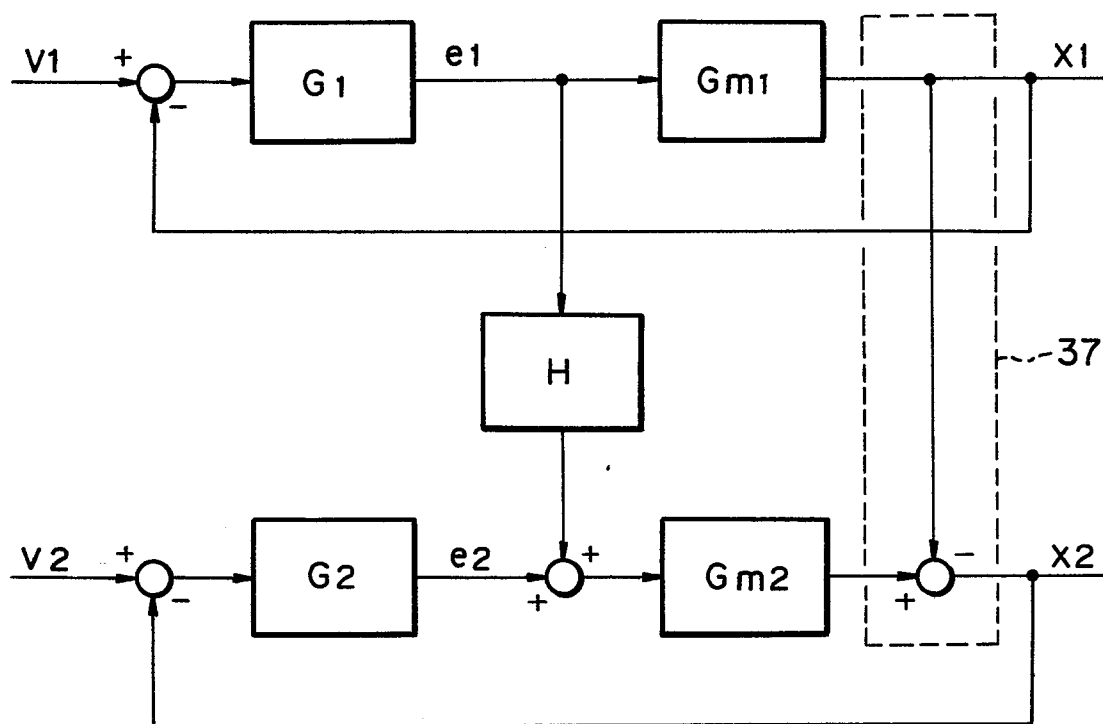 V1 + - G1 e1 Gm1 X1
H
37
V2 + - G2 e2 + + Gm2 + - X2